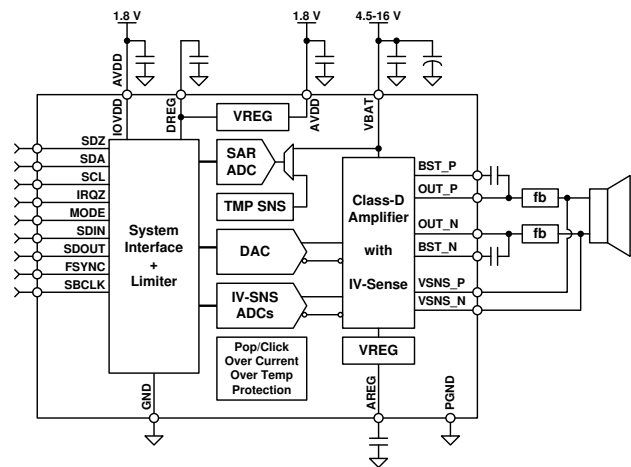 1.8 V
1.8 V
4.5-16 V
AVDD
IOVDD
DREG
AVDD
VBAT
VREG
SDZ
SDA
SCL
IRQZ
MODE
SDIN
SDOUT
FSYNC
SBCLK
System
Interface
+
Limiter
SAR
ADC
TMP SNS
DAC
IV-SNS
ADCs
Pop/Click
Over Current
Over Temp
Protection
Class-D
Amplifier
with
IV-Sense
VREG
BST_P
OUT_P
OUT_N
BST_N
VSNS_P
VSNS_N
fb
fb
GND
AREG
PGND